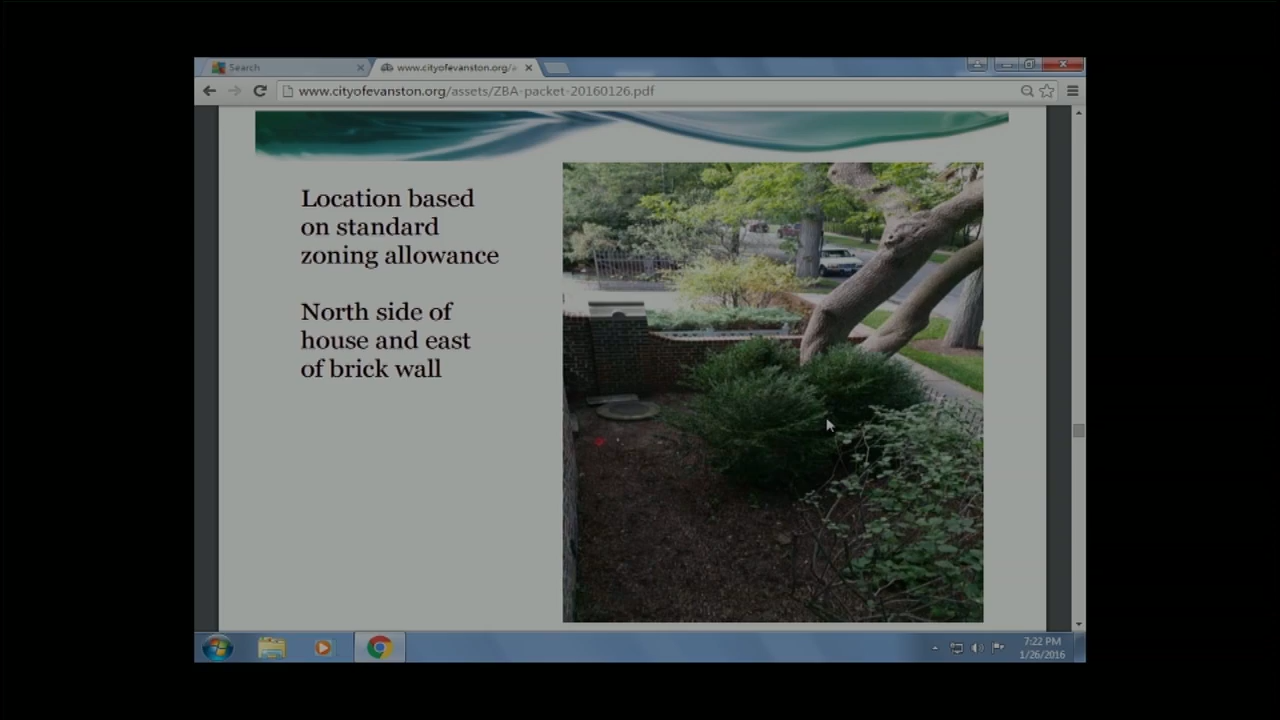 Search
www.cityofevanston.org/a
www.cityofevanston.org/assets/ZBA-packet-20160126.pdf
Location based
on standard
zoning allowance
North side of
house and east
of brick wall
7:22 PM
1/26/2016